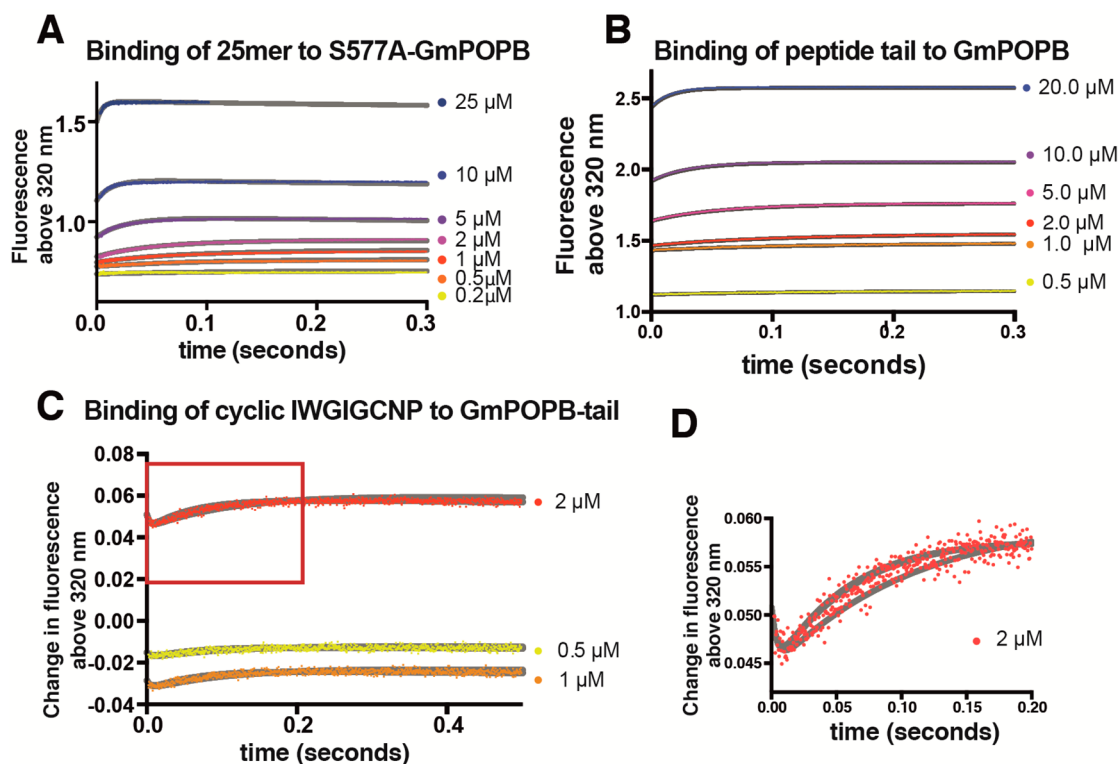 A
Binding of 25mer to S577A-GmPOPB
Fluorescence
above 320 nm
1.5
1.0
25 µM
10 µM
5 µM
2 µM
1 µM
0.5µM
0.2µM
0.0
0.1
0.2
0.3
time (seconds)
B
Binding of peptide tail to GmPOPB
Fluorescence
above 320 nm
2.5
2.0
1.5
1.0
20.0 µM
10.0 µM
5.0 µM
2.0 µM
1.0 µM
0.5 µM
0.0
0.1
0.2
0.3
time (seconds)
C
Binding of cyclic IWGIGCNP to GmPOPB-tail
Change in fluorescence
above 320 nm
0.08
0.06
0.04
0.02
0.00
-0.02
-0.04
2 µM
0.5 µM
1 µM
0.0
0.2
0.4
time (seconds)
D
Change in fluorescence
above 320 nm
0.060
0.055
0.050
0.045
2 µM
0.00
0.05
0.10
0.15
0.20
time (seconds)